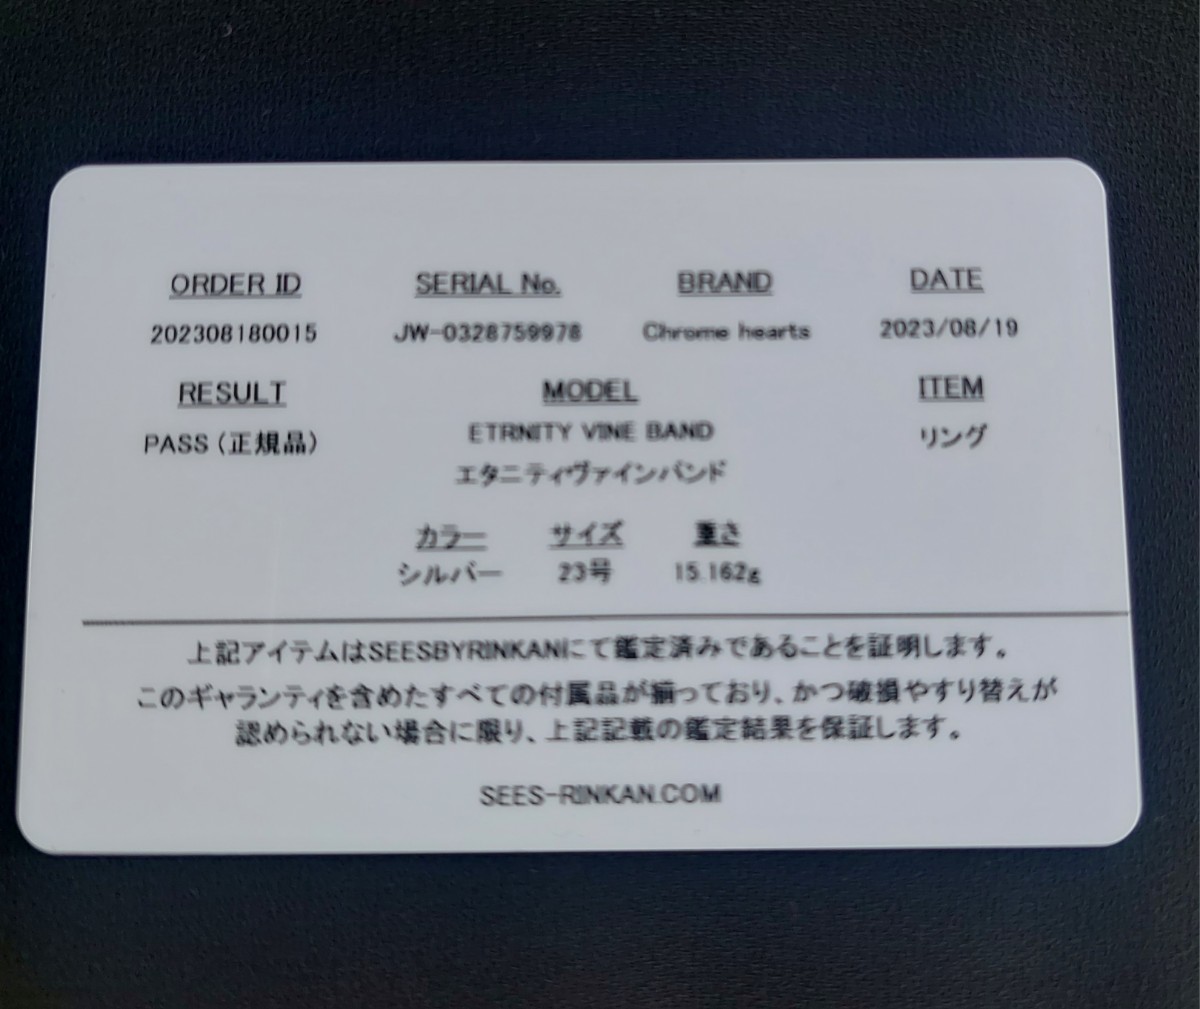 ORDER ID SERIAL No. BRAND DATE
202308180015 JW-0328759978 Chrome hearts 2023/08/19
RESULT MODEL ITEM
PASS（正規品） ETRNITY VINE BAND リング
エタニティヴァインバンド
カラー サイズ 重さ
シルバー 23号 15.162g
上記アイテムはSEESBYRINKANにて鑑定済みであることを証明します。
このギャランティを含めたすべての付属品が揃っており、かつ破損やすり替えが
認められない場合に限り、上記記載の鑑定結果を保証します。
SEES-RINKAN.COM